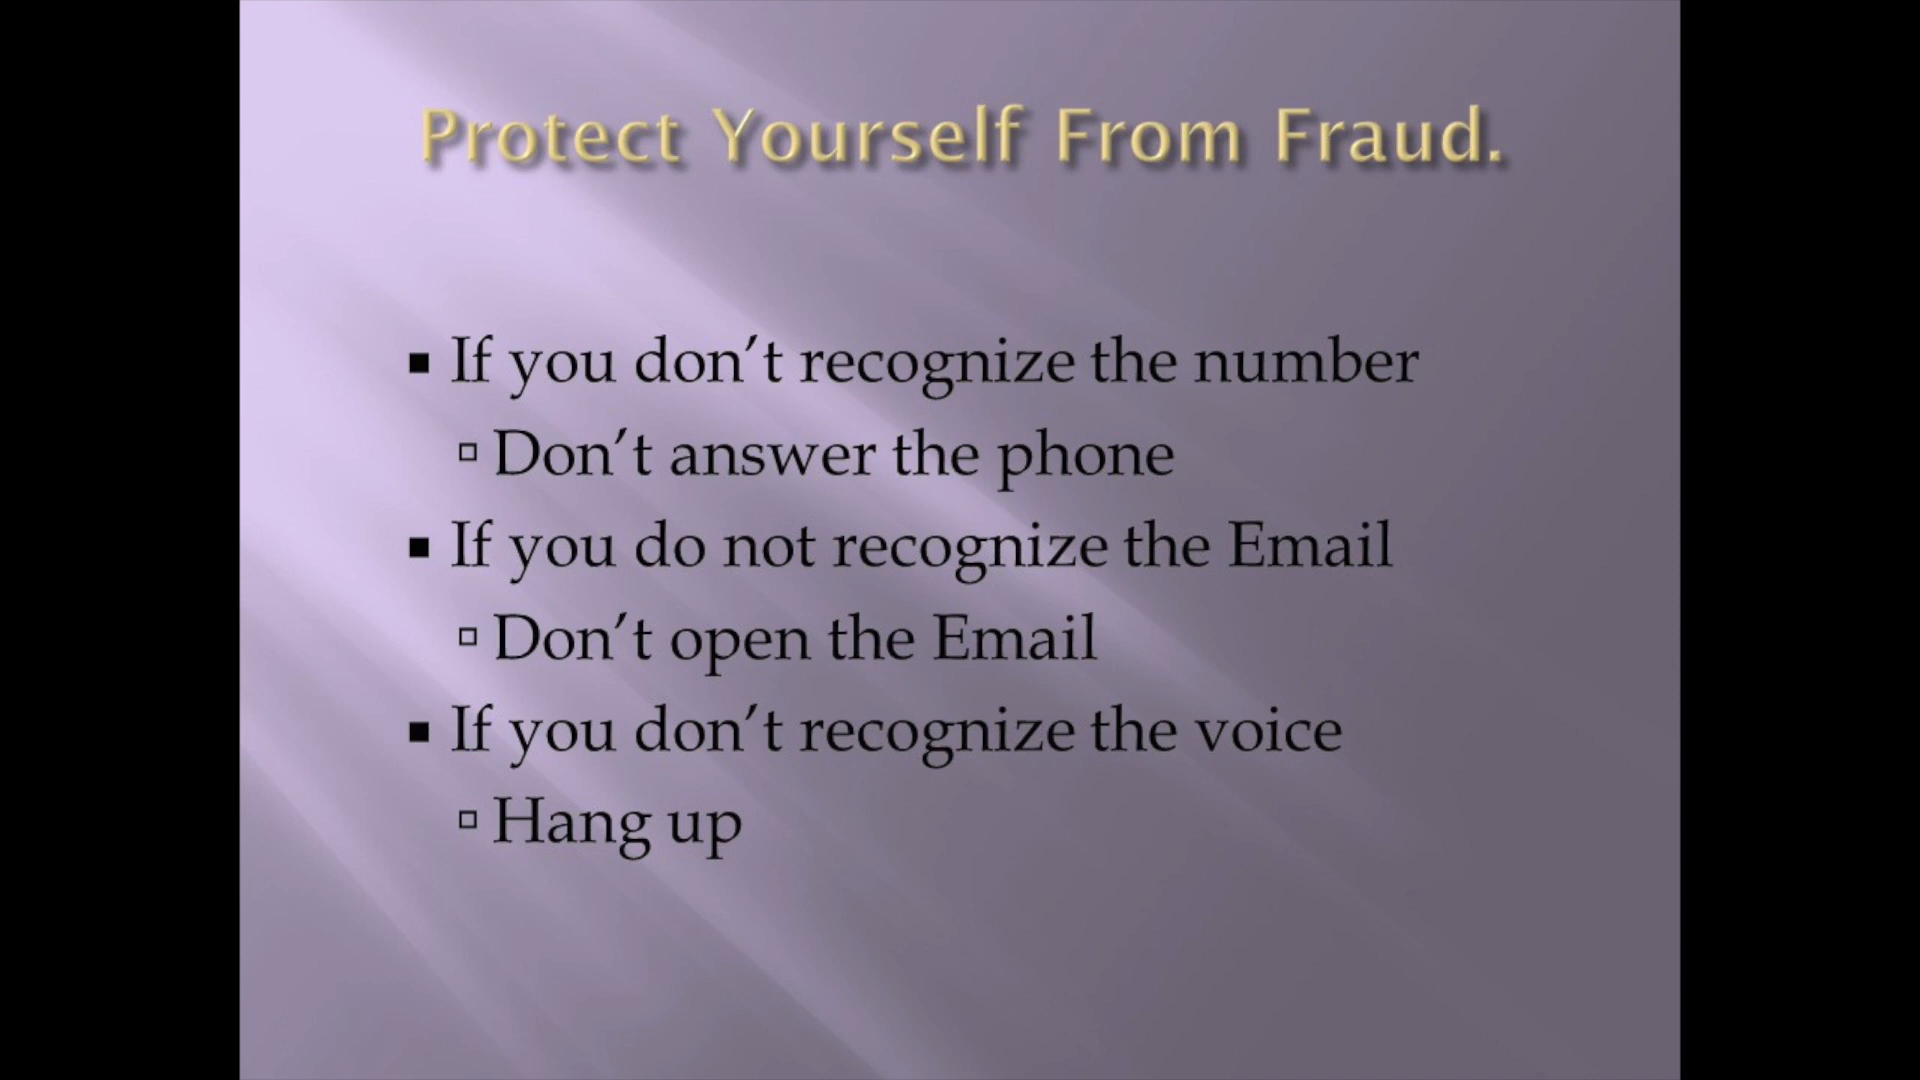 Protect Yourself From Fraud.
If you don’t recognize the number
Don’t answer the phone
If you do not recognize the Email
Don’t open the Email
If you don’t recognize the voice
Hang up